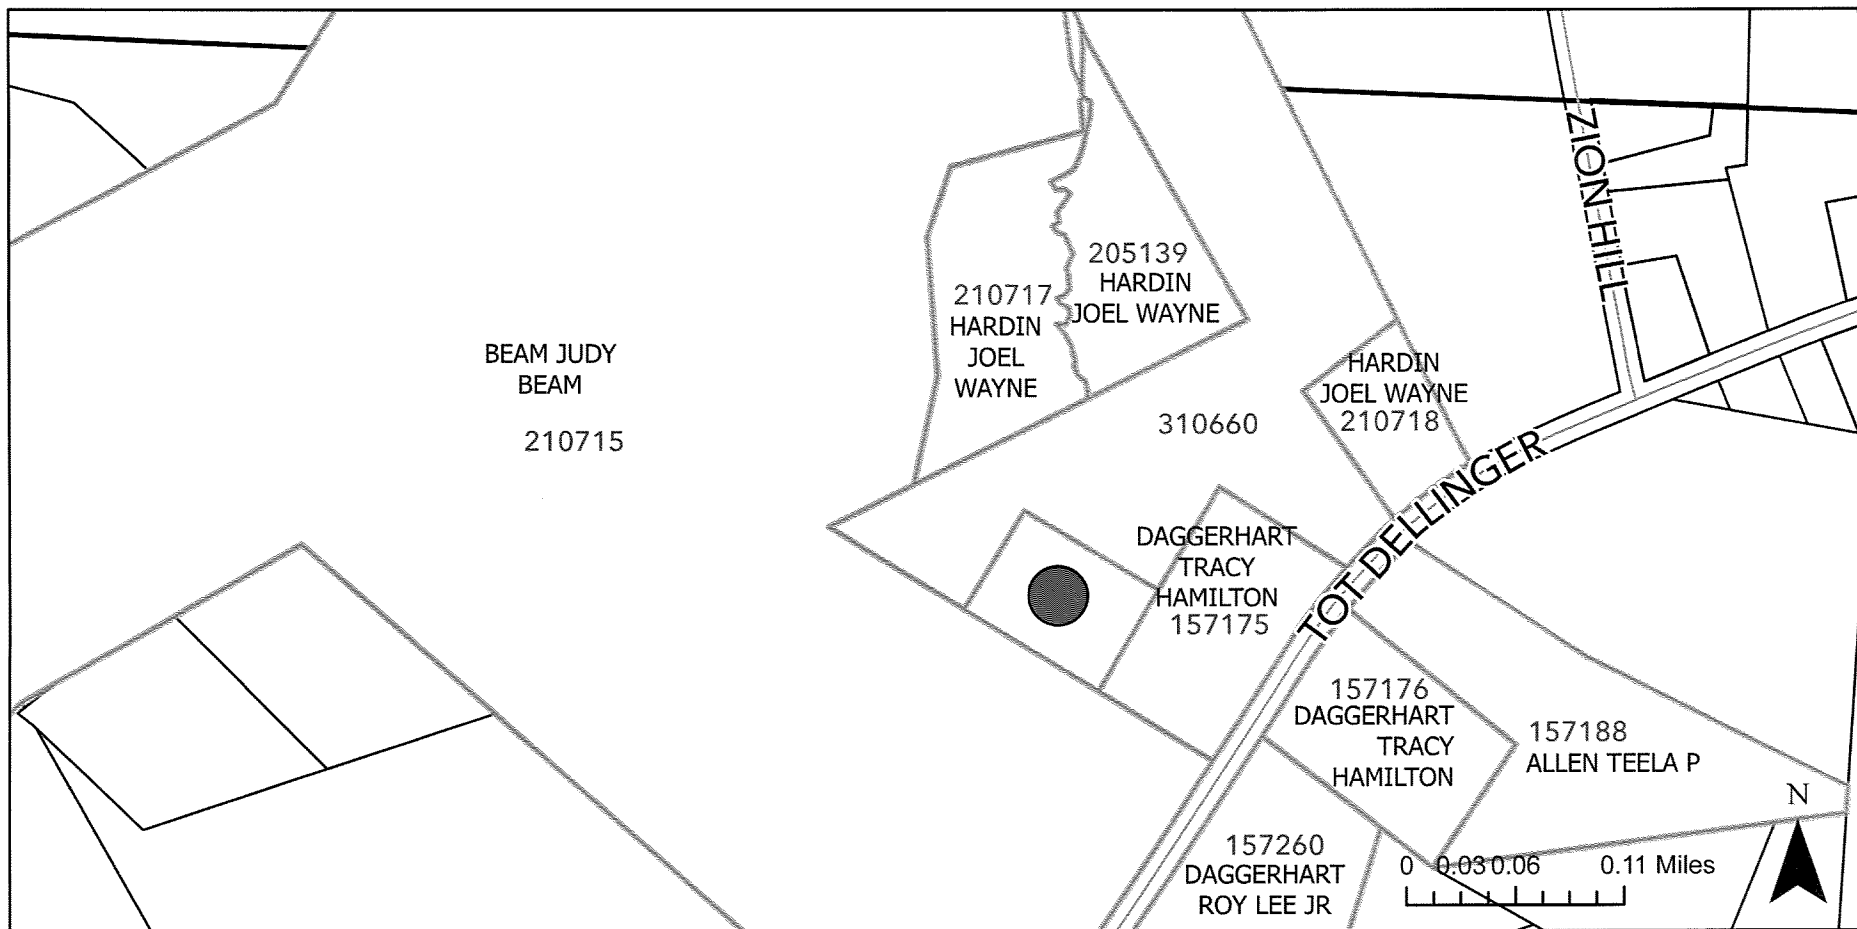 ZION HILL
205139
HARDIN
JOEL WAYNE
210717
HARDIN
JOEL
WAYNE
BEAM JUDY
BEAM
210715
HARDIN
JOEL WAYNE
210718
310660
TOT DELLINGER
DAGGERHART
TRACY
HAMILTON
157175
157176
DAGGERHART
TRACY
HAMILTON
157188
ALLEN TEELA P
N
157260
DAGGERHART
ROY LEE JR
0 0.03 0.06 0.11 Miles